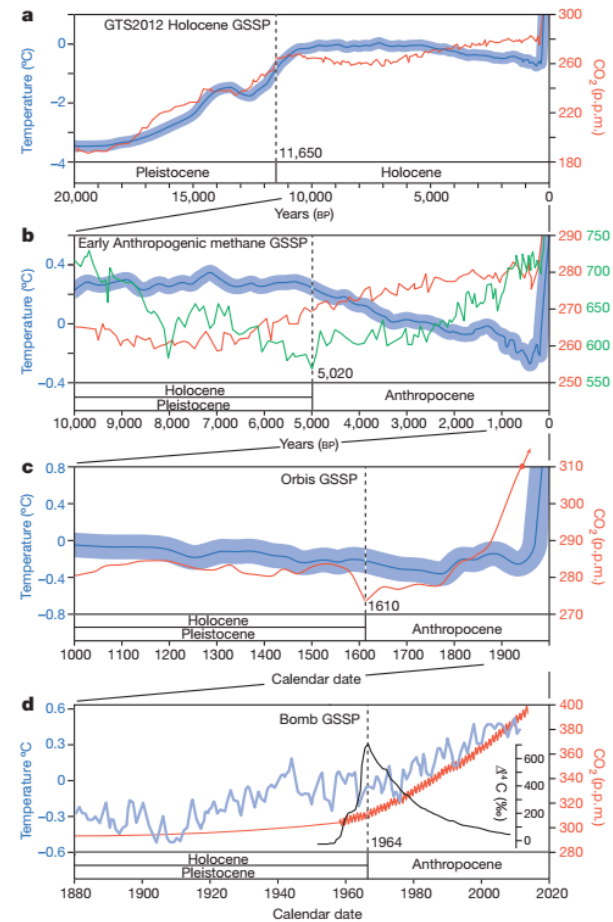 a
GTS2012 Holocene GSSP
Temperature (ºC)
0
–2
–4
CO2 (p.p.m.)
300
260
220
180
11,650
Pleistocene
Holocene
20,000 15,000 10,000 5,000 0
Years (BP)
b
Early Anthropogenic methane GSSP
Temperature (ºC)
0.4
0
–0.4
290
280
270
260
250
750
700
650
600
550
5,020
Holocene
Pleistocene
Anthropocene
10,000 9,000 8,000 7,000 6,000 5,000 4,000 3,000 2,000 1,000 0
Years (BP)
c
Orbis GSSP
Temperature (ºC)
0.8
0.4
0
–0.4
–0.8
CO2 (p.p.m.)
310
300
290
280
270
1610
Holocene
Pleistocene
Anthropocene
1000 1100 1200 1300 1400 1500 1600 1700 1800 1900
Calendar date
d
Bomb GSSP
Temperature ºC
0.6
0.3
0
–0.3
–0.6
CO2 (p.p.m.)
400
380
360
340
320
300
280
Δ14 C (‰)
600
400
200
0
1964
Holocene
Pleistocene
Anthropocene
1880 1900 1920 1940 1960 1980 2000 2020
Calendar date